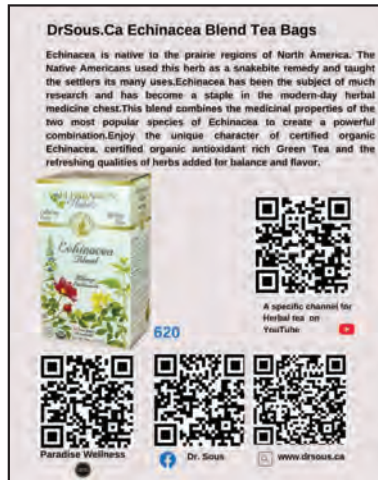 DrSous.Ca Echinacea Blend Tea Bags
Echinacea is native to the prairie regions of North America. The
Native Americans used this herb as a snakebite remedy and taught
the settlers its many uses.Echinacea has been the subject of much
research and has become a staple in the modern-day herbal
medicine chest.This blend combines the medicinal properties of the
two most popular species of Echinacea to create a powerful
combination.Enjoy the unique character of certified organic
Echinacea, certified organic antioxidant rich Green Tea and the
refreshing qualities of herbs added for balance and flavor.
Echinacea
Blend
620
A specific channel for
Herbal tea on
YouTube
Paradise Wellness
Dr. Sous
www.drsous.ca